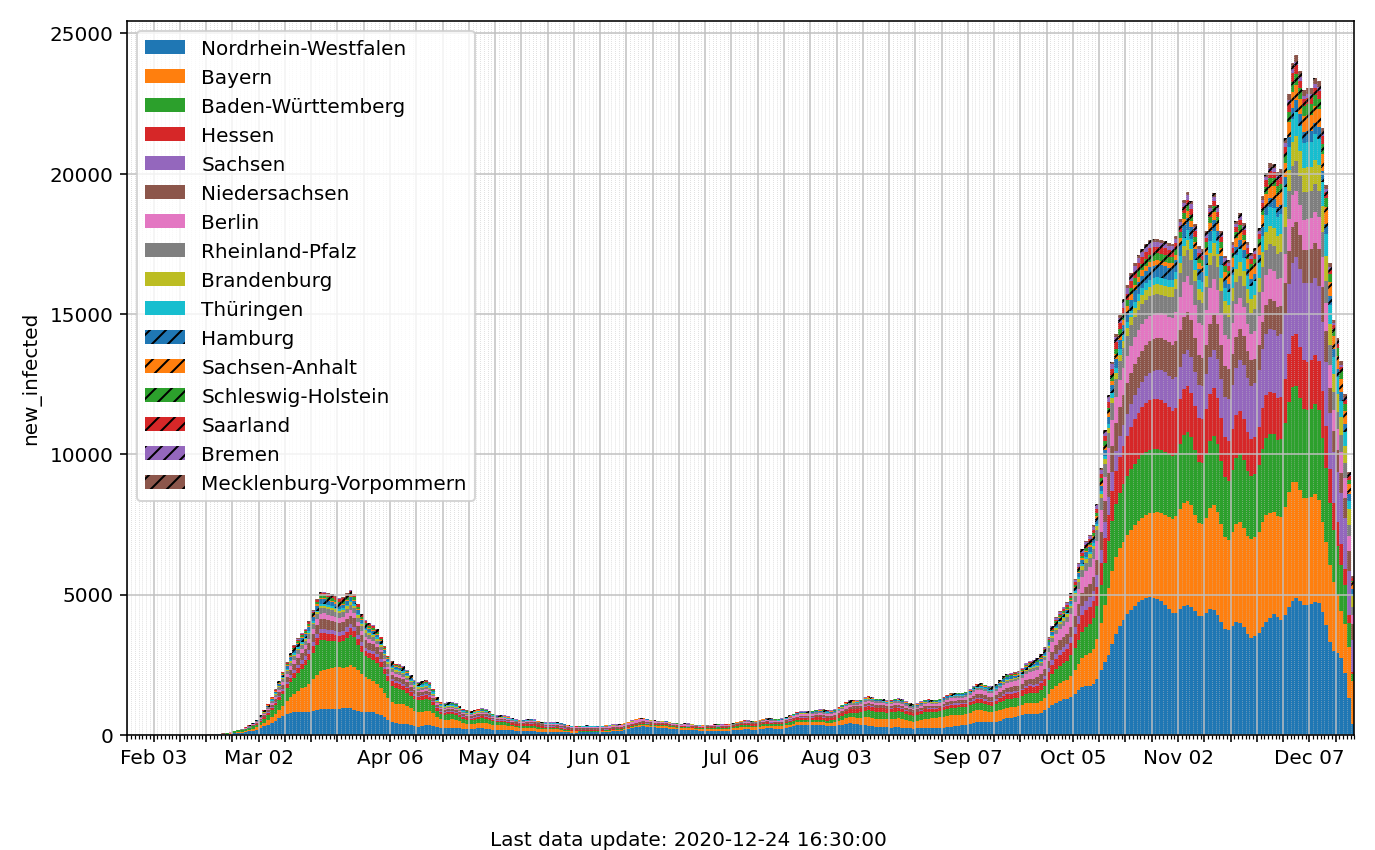 25000
20000
15000
10000
5000
0
new_infected
Nordrhein-Westfalen
Bayern
Baden-Württemberg
Hessen
Sachsen
Niedersachsen
Berlin
Rheinland-Pfalz
Brandenburg
Thüringen
Hamburg
Sachsen-Anhalt
Schleswig-Holstein
Saarland
Bremen
Mecklenburg-Vorpommern
Feb 03 Mar 02 Apr 06 May 04 Jun 01 Jul 06 Aug 03 Sep 07 Oct 05 Nov 02 Dec 07
Last data update: 2020-12-24 16:30:00